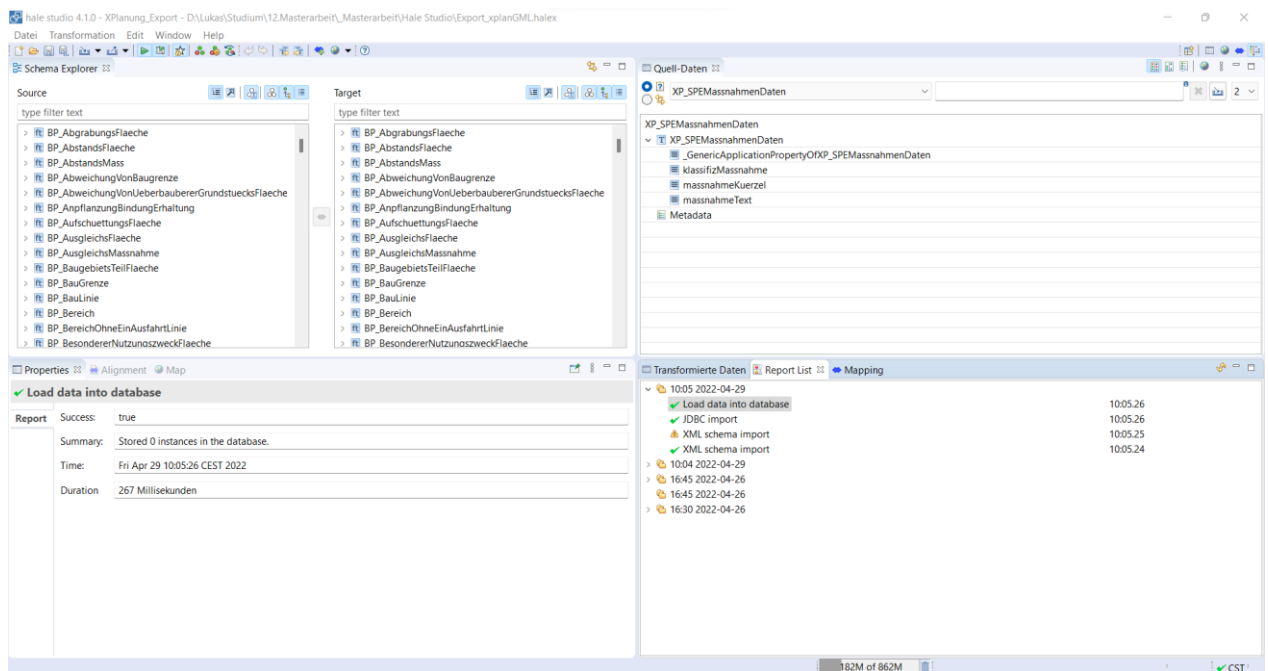 hale studio 4.1.0 - XPlanung_Export - D:\Lukas\Studium\12.Masterarbeit\_Masterarbeit\Hale Studio\Export_xplanGML.halex
Datei Transformation Edit Window Help
Schema Explorer
Source
type filter text
BP_AbgrabungsFlaeche
BP_AbstandsFlaeche
BP_AbstandsMass
BP_AbweichungVonBaugrenze
BP_AbweichungVonUeberbaubererGrundstuecksFlaeche
BP_AnpflanzungBindungErhaltung
BP_AufschuettungsFlaeche
BP_AusgleichsFlaeche
BP_AusgleichsMassnahme
BP_BaugebietsTeilFlaeche
BP_BauGrenze
BP_BauLinie
BP_Bereich
BP_BereichOhneEinAusfahrtLinie
BP_BesondererNutzungszweckFlaeche
Target
type filter text
BP_AbgrabungsFlaeche
BP_AbstandsFlaeche
BP_AbstandsMass
BP_AbweichungVonBaugrenze
BP_AbweichungVonUeberbaubererGrundstuecksFlaeche
BP_AnpflanzungBindungErhaltung
BP_AufschuettungsFlaeche
BP_AusgleichsFlaeche
BP_AusgleichsMassnahme
BP_BaugebietsTeilFlaeche
BP_BauGrenze
BP_BauLinie
BP_Bereich
BP_BereichOhneEinAusfahrtLinie
BP_BesondererNutzungszweckFlaeche
Quell-Daten
XP_SPEMassnahmenDaten
2
XP_SPEMassnahmenDaten
XP_SPEMassnahmenDaten
_GenericApplicationPropertyOfXP_SPEMassnahmenDaten
klassifizMassnahme
massnahmeKuerzel
massnahmeText
Metadata
Properties Alignment Map
Load data into database
Report
Success: true
Summary: Stored 0 instances in the database.
Time: Fri Apr 29 10:05:26 CEST 2022
Duration 267 Millisekunden
Transformierte Daten Report List Mapping
10:05 2022-04-29
Load data into database 10:05.26
JDBC import 10:05.26
XML schema import 10:05.25
XML schema import 10:05.24
10:04 2022-04-29
16:45 2022-04-26
16:45 2022-04-26
16:30 2022-04-26
182M of 862M
CST